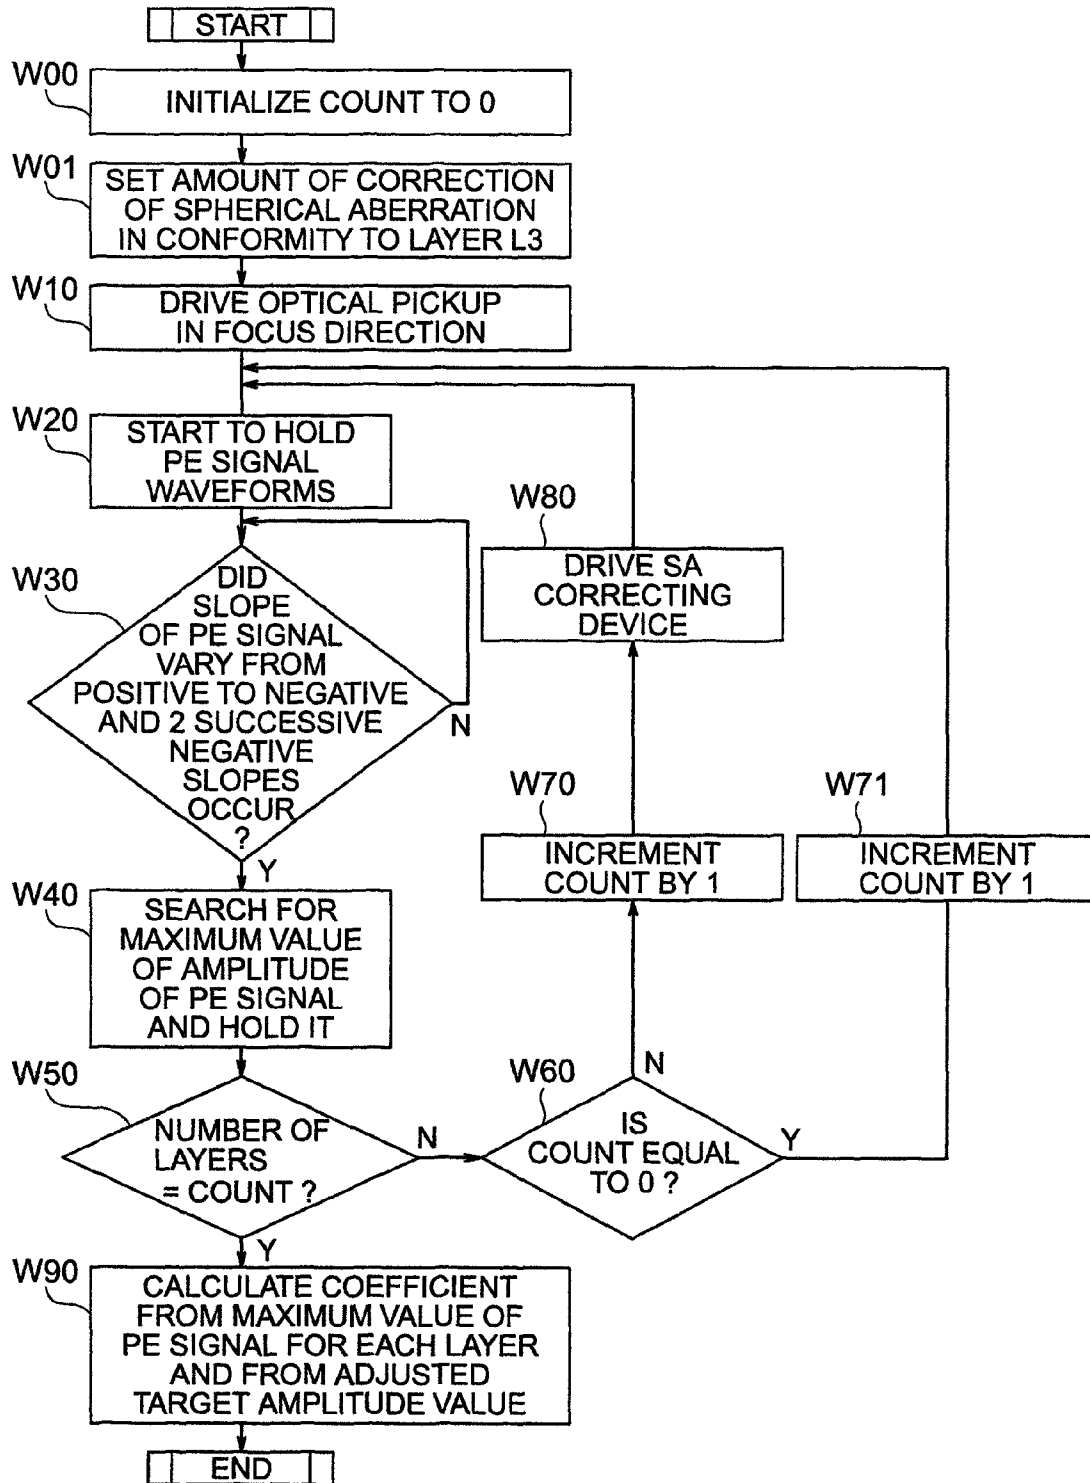 START
W00
INITIALIZE COUNT TO 0
W01
SET AMOUNT OF CORRECTION
OF SPHERICAL ABERRATION
IN CONFORMITY TO LAYER L3
W10
DRIVE OPTICAL PICKUP
IN FOCUS DIRECTION
W20
START TO HOLD
PE SIGNAL
WAVEFORMS
W30
DID
SLOPE
OF PE SIGNAL
VARY FROM
POSITIVE TO NEGATIVE
AND 2 SUCCESSIVE
NEGATIVE
SLOPES
OCCUR
?
N
Y
W40
SEARCH FOR
MAXIMUM VALUE
OF AMPLITUDE
OF PE SIGNAL
AND HOLD IT
W50
NUMBER OF
LAYERS
= COUNT ?
N
Y
W60
IS
COUNT EQUAL
TO 0 ?
N
Y
W70
INCREMENT
COUNT BY 1
W71
INCREMENT
COUNT BY 1
W80
DRIVE SA
CORRECTING
DEVICE
W90
CALCULATE COEFFICIENT
FROM MAXIMUM VALUE OF
PE SIGNAL FOR EACH LAYER
AND FROM ADJUSTED
TARGET AMPLITUDE VALUE
END